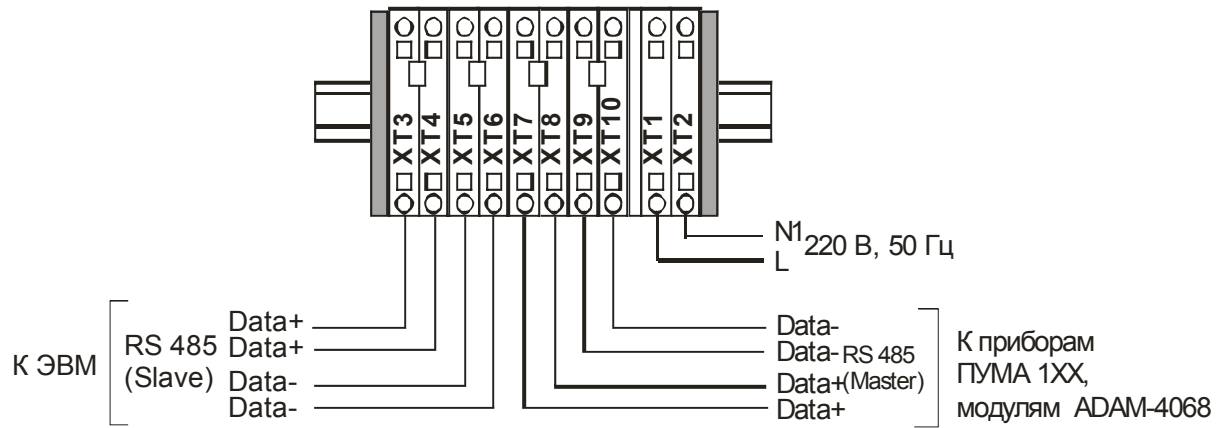 XT3
XT4
XT5
XT6
XT7
XT8
XT9
XT10
XT1
XT2
N1
L
220 В, 50 Гц
К ЭВМ
RS 485
(Slave)
Data+
Data+
Data-
Data-
Data-
Data-
Data+
Data+
RS 485
(Master)
К приборам
ПУМА 1ХХ,
модулям ADAM-4068